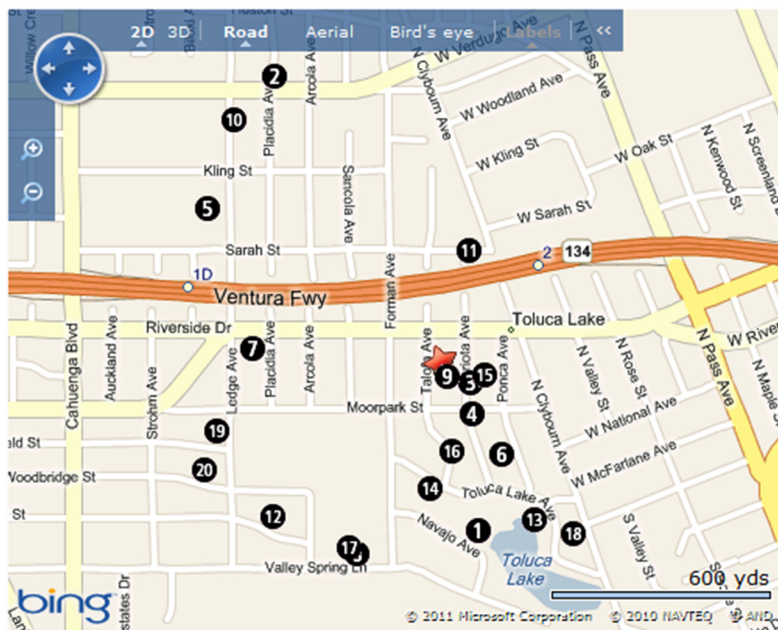 2D 3D Road Aerial Bird's eye Labels «
W Verdugo Ave
N Pass Ave
Arcola Ave
N Clybourn Ave
2
W Woodland Ave
10
Placidia Ave
W Kling St
W Oak St
N Kenwood St
N Screenland
Kling St
Sancola Ave
5
W Sarah St
Sarah St
11
2
134
1D
Ventura Fwy
Forman Ave
Toluca Lake
Riverside Dr
Cahuenga Blvd
Auckland Ave
Strohm Ave
Ledge Ave
7
Placidia Ave
Arcola Ave
9
3
15
Ponca Ave
N Clybourn Ave
N Valley St
N Rose St
N Pass Ave
W River
N Maple
Moorpark St
4
W National Ave
19
16
6
W McFarlane Ave
ald St
20
Woodbridge St
14
Toluca Lake Ave
12
St
Navajo Ave
1
13
18
S Valley St
17
Valley Spring Ln
Toluca
Lake
600 yds
bing
© 2011 Microsoft Corporation © 2010 NAVTEQ © AND